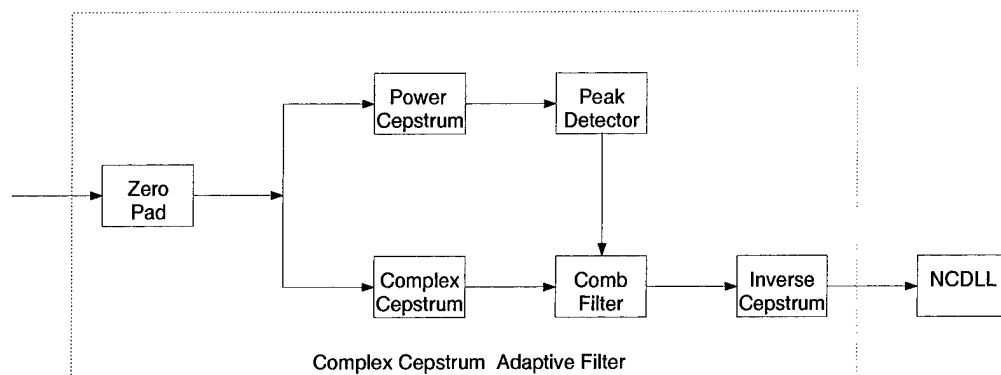 Power
Cepstrum
Peak
Detector
Zero
Pad
Complex
Cepstrum
Comb
Filter
Inverse
Cepstrum
NCDLL
Complex Cepstrum Adaptive Filter